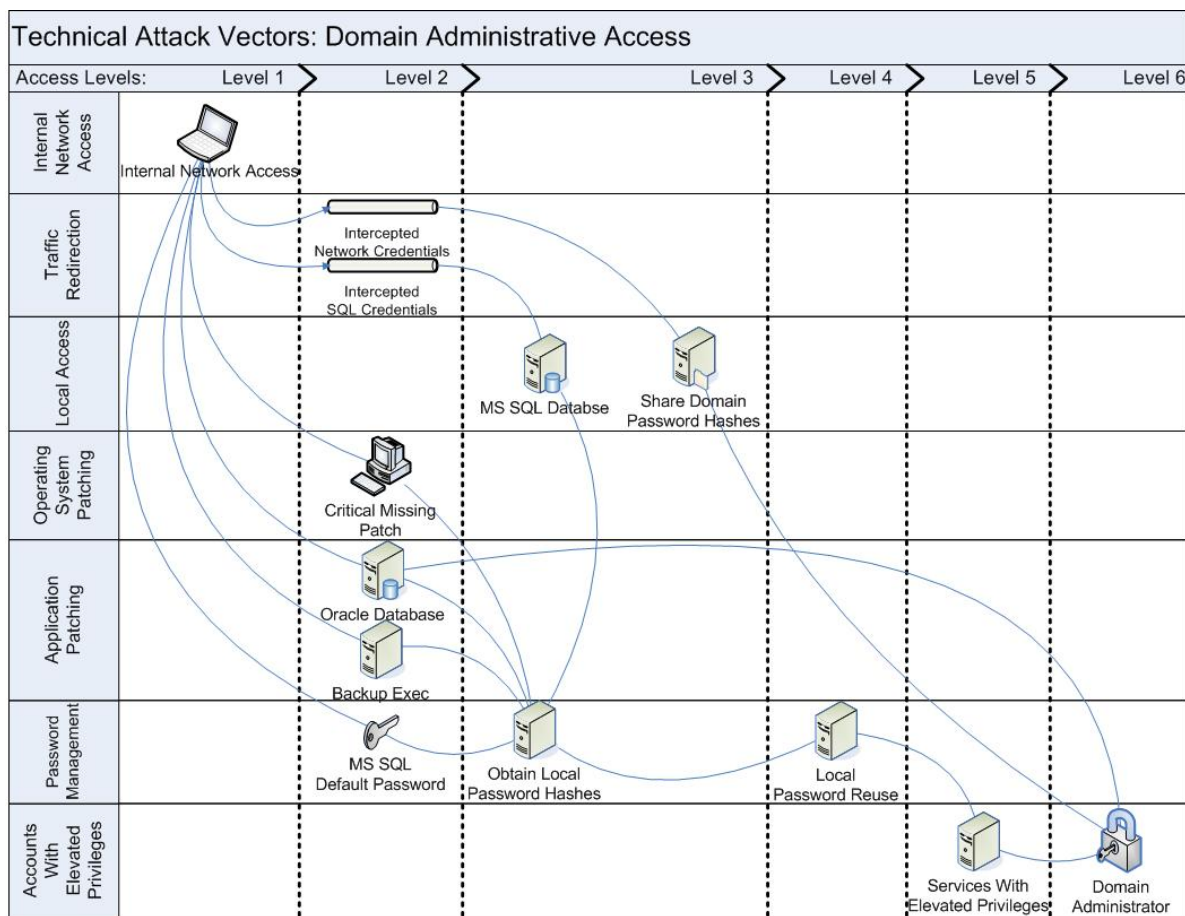 Technical Attack Vectors: Domain Administrative Access
Access Levels:
Level 1
Level 2
Level 3
Level 4
Level 5
Level 6
Internal
Network
Access
Internal Network Access
Traffic
Redirection
Intercepted
Network Credentials
Intercepted
SQL Credentials
Local Access
MS SQL Databse
Share Domain
Password Hashes
Operating
System
Patching
Critical Missing
Patch
Application
Patching
Oracle Database
Backup Exec
Password
Management
MS SQL
Default Password
Obtain Local
Password Hashes
Local
Password Reuse
Accounts
With
Elevated
Privileges
Services With
Elevated Privileges
Domain
Administrator